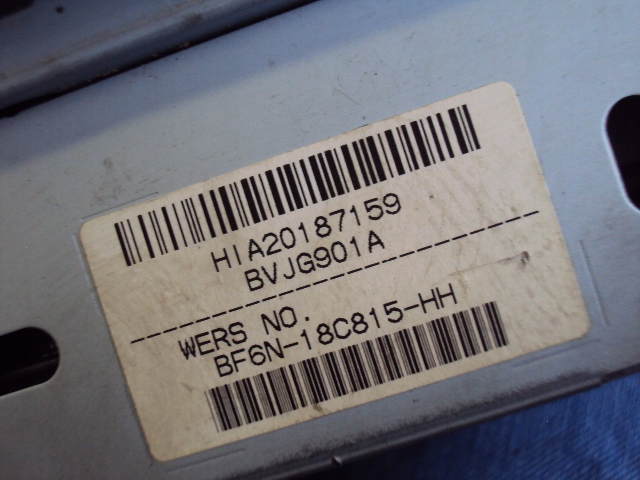 HIA20187159
BVJG901A
WERS NO.
BF6N-18C815-HH